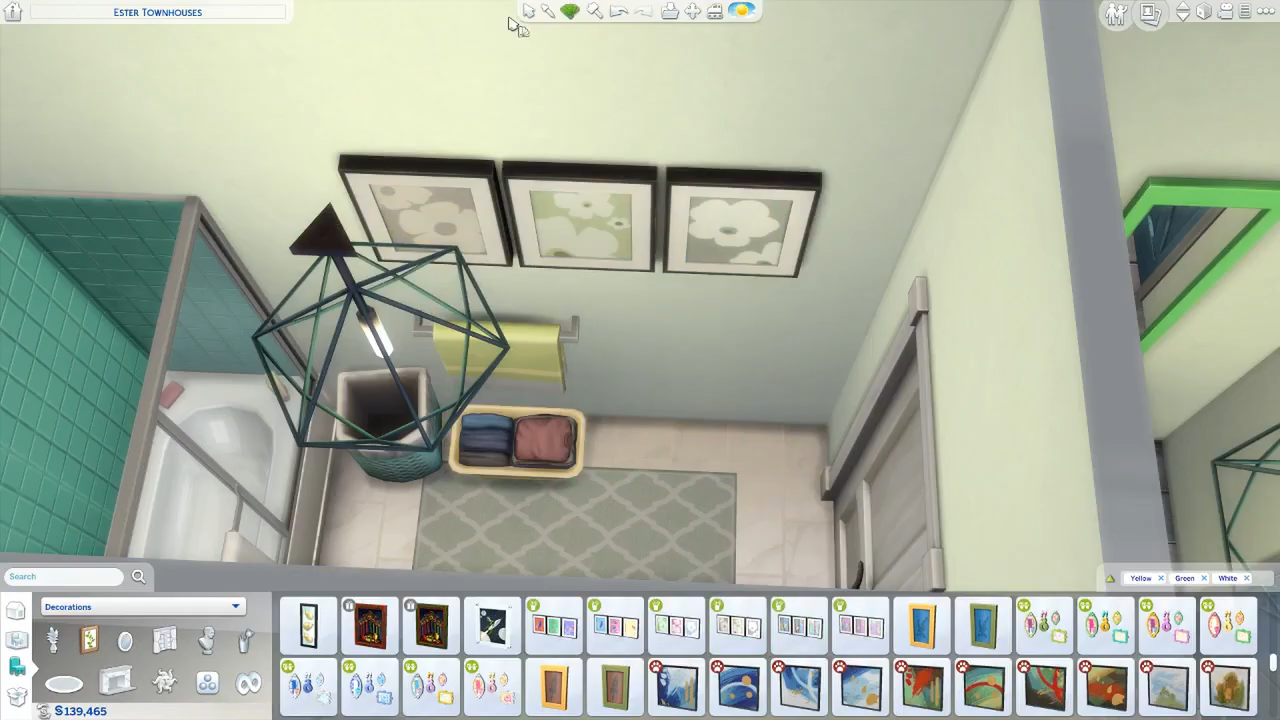 Ester Townhouses
Search
Yellow × Green × White ×
Decorations
§139,465